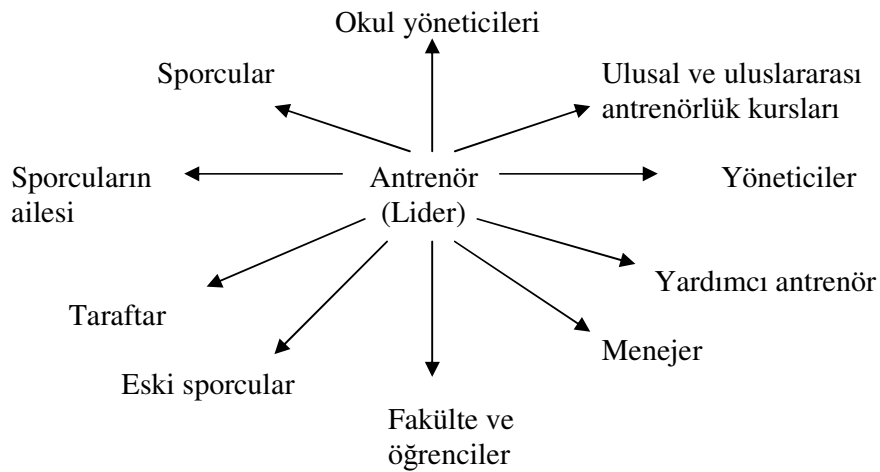 Okul yöneticileri
Sporcular
Ulusal ve uluslararası
antrenörlük kursları
Sporcuların
ailesi
Antrenör
(Lider)
Yöneticiler
Yardımcı antrenör
Taraftar
Menejer
Eski sporcular
Fakülte ve
öğrenciler